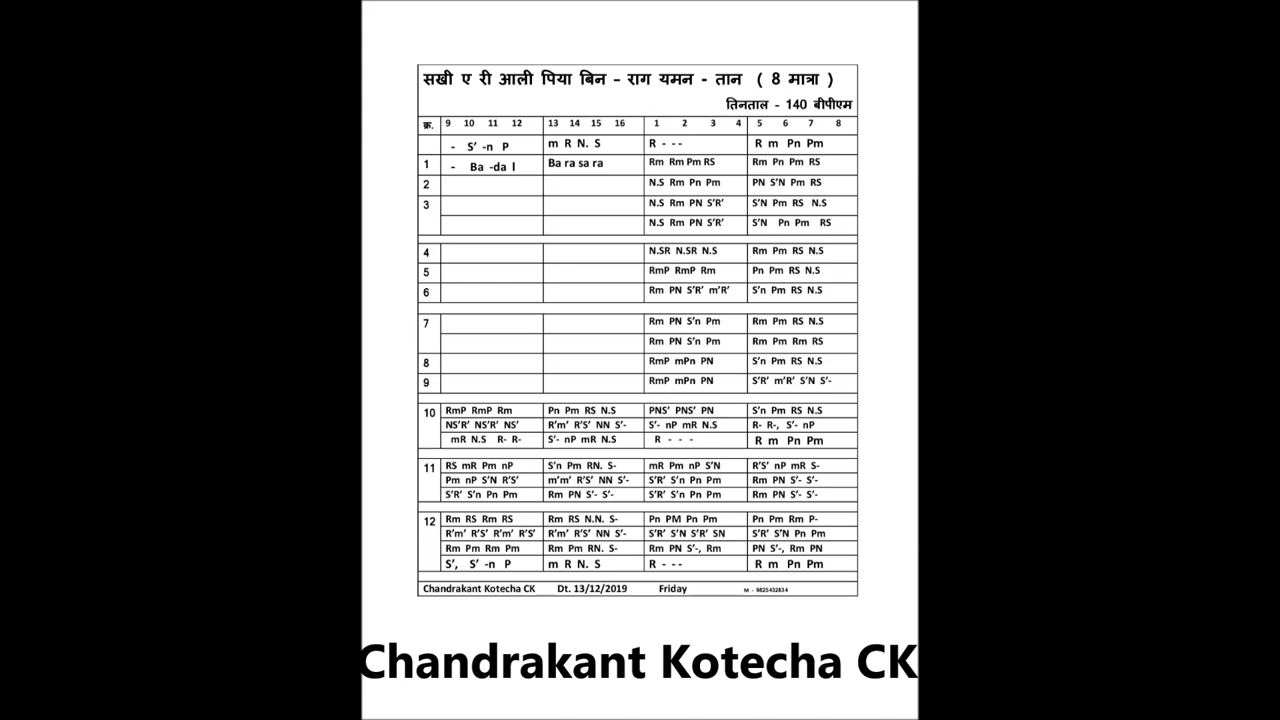 सखी ए री आली पिया बिन – राग यमन - तान ( 8 मात्रा )
तिनताल - 140 बीपीएम
क्र. 9 10 11 12 13 14 15 16 1 2 3 4 5 6 7 8
- S’ -n P m R N. S R - - - R m Pn Pm
1 - Ba -da l Ba ra sa ra Rm Rm Pm RS Rm Pn Pm RS
2 N.S Rm Pn Pm PN S’N Pm RS
3 N.S Rm PN S’R’ S’N Pm RS N.S
N.S Rm PN S’R’ S’N Pn Pm RS
4 N.SR N.SR N.S Rm Pm RS N.S
5 RmP RmP Rm Pn Pm RS N.S
6 Rm PN S’R’ m’R’ S’n Pm RS N.S
7 Rm PN S’n Pm Rm Pm RS N.S
Rm PN S’n Pm Rm Pm Rm RS
8 RmP mPn PN S’n Pm RS N.S
9 RmP mPn PN S’R’ m’R’ S’N S’-
10 RmP RmP Rm Pn Pm RS N.S PNS’ PNS’ PN S’n Pm RS N.S
NS’R’ NS’R’ NS’ R’m’ R’S’ NN S’- S’- nP mR N.S R- R-, S’- nP
mR N.S R- R- S’- nP mR N.S R - - - R m Pn Pm
11 RS mR Pm nP S’n Pm RN. S- mR Pm nP S’N R’S’ nP mR S-
Pm nP S’N R’S’ m’m’ R’S’ NN S’- S’R’ S’n Pn Pm Rm PN S’- S’-
S’R’ S’n Pn Pm Rm PN S’- S’- S’R’ S’n Pn Pm Rm PN S’- S’-
12 Rm RS Rm RS Rm RS N.N. S- Pn PM Pn Pm Pn Pm Rm P-
R’m’ R’S’ R’m’ R’S’ R’m’ R’S’ NN S’- S’R’ S’N S’R’ SN S’R’ S’N Pn Pm
Rm Pm Rm Pm Rm Pm RN. S- Rm PN S’-, Rm PN S’-, Rm PN
S’, S’ -n P m R N. S R - - - R m Pn Pm
Chandrakant Kotecha CK Dt. 13/12/2019 Friday M - 9825432834
Chandrakant Kotecha CK